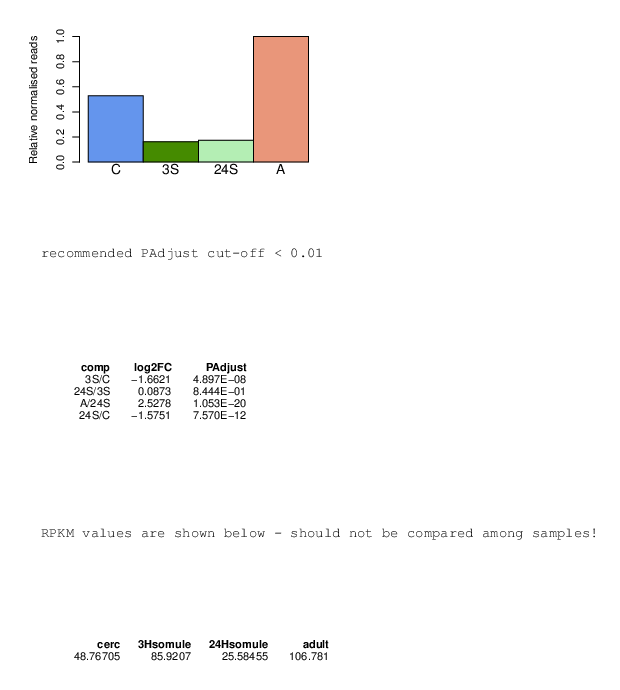 Relative normalised reads
1.0
0.8
0.6
0.4
0.2
0.0
C 3S 24S A
recommended PAdjust cut-off < 0.01
comp log2FC PAdjust
3S/C −1.6621 4.897E−08
24S/3S 0.0873 8.444E−01
A/24S 2.5278 1.053E−20
24S/C −1.5751 7.570E−12
RPKM values are shown below - should not be compared among samples!
cerc 3Hsomule 24Hsomule adult
48.76705 85.9207 25.58455 106.781